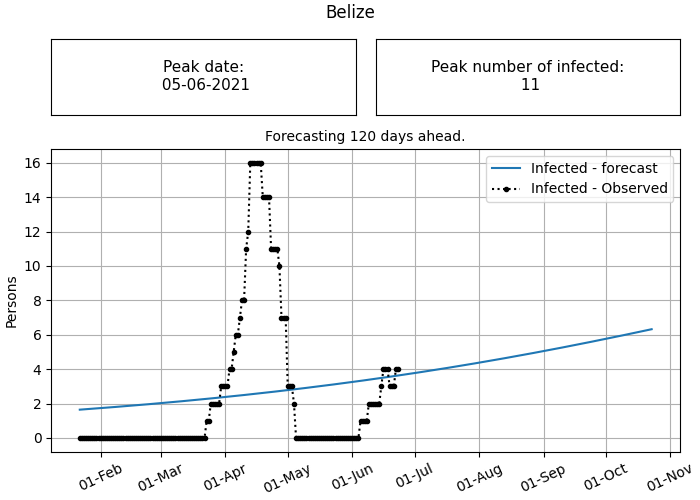 Belize
Peak date:
05-06-2021
Peak number of infected:
11
Forecasting 120 days ahead.
Infected - forecast
Infected - Observed
Persons
16
14
12
10
8
6
4
2
0
01-Feb
01-Mar
01-Apr
01-May
01-Jun
01-Jul
01-Aug
01-Sep
01-Oct
01-Nov